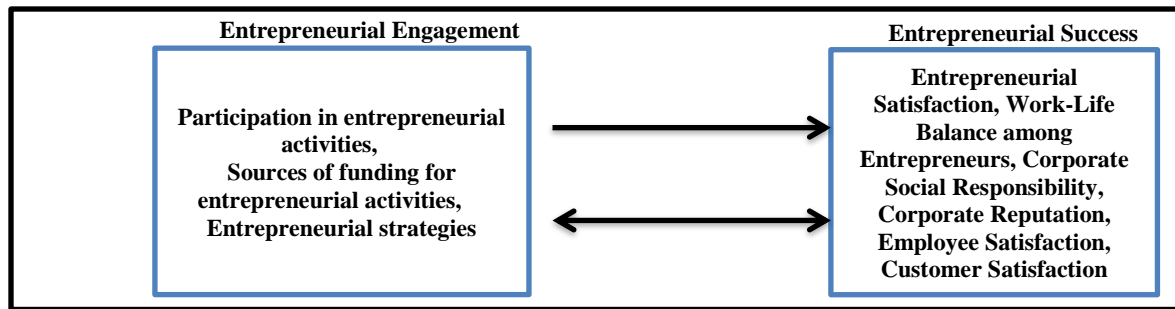 Entrepreneurial Engagement
Participation in entrepreneurial
activities,
Sources of funding for
entrepreneurial activities,
Entrepreneurial strategies
Entrepreneurial Success
Entrepreneurial
Satisfaction, Work-Life
Balance among
Entrepreneurs, Corporate
Social Responsibility,
Corporate Reputation,
Employee Satisfaction,
Customer Satisfaction